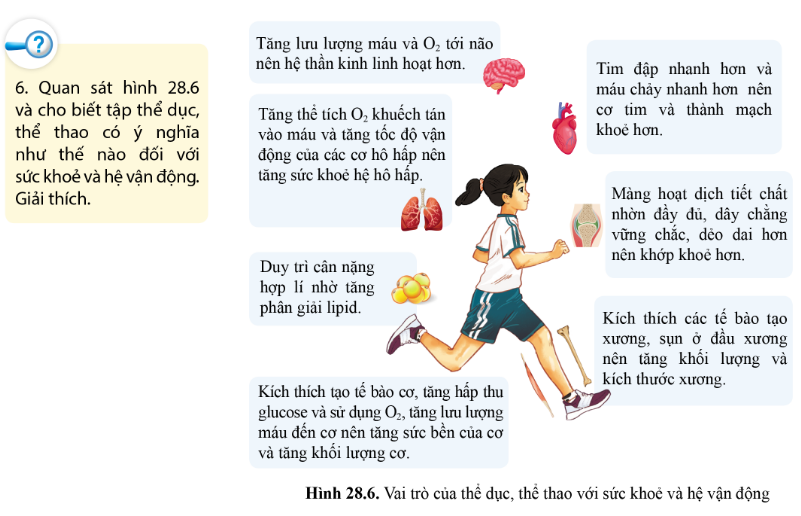 ?
6. Quan sát hình 28.6
và cho biết tập thể dục,
thể thao có ý nghĩa
như thế nào đối với
sức khoẻ và hệ vận động.
Giải thích.
Tăng lưu lượng máu và O₂ tới não
nên hệ thần kinh linh hoạt hơn.
Tăng thể tích O₂ khuếch tán
vào máu và tăng tốc độ vận
động của các cơ hô hấp nên
tăng sức khoẻ hệ hô hấp.
Duy trì cân nặng
hợp lí nhờ tăng
phân giải lipid.
Kích thích tạo tế bào cơ, tăng hấp thu
glucose và sử dụng O₂, tăng lưu lượng
máu đến cơ nên tăng sức bền của cơ
và tăng khối lượng cơ.
Tim đập nhanh hơn và
máu chảy nhanh hơn nên
cơ tim và thành mạch
khoẻ hơn.
Màng hoạt dịch tiết chất
nhờn đầy đủ, dây chằng
vững chắc, dẻo dai hơn
nên khớp khoẻ hơn.
Kích thích các tế bào tạo
xương, sụn ở đầu xương
nên tăng khối lượng và
kích thước xương.
Hình 28.6. Vai trò của thể dục, thể thao với sức khoẻ và hệ vận động